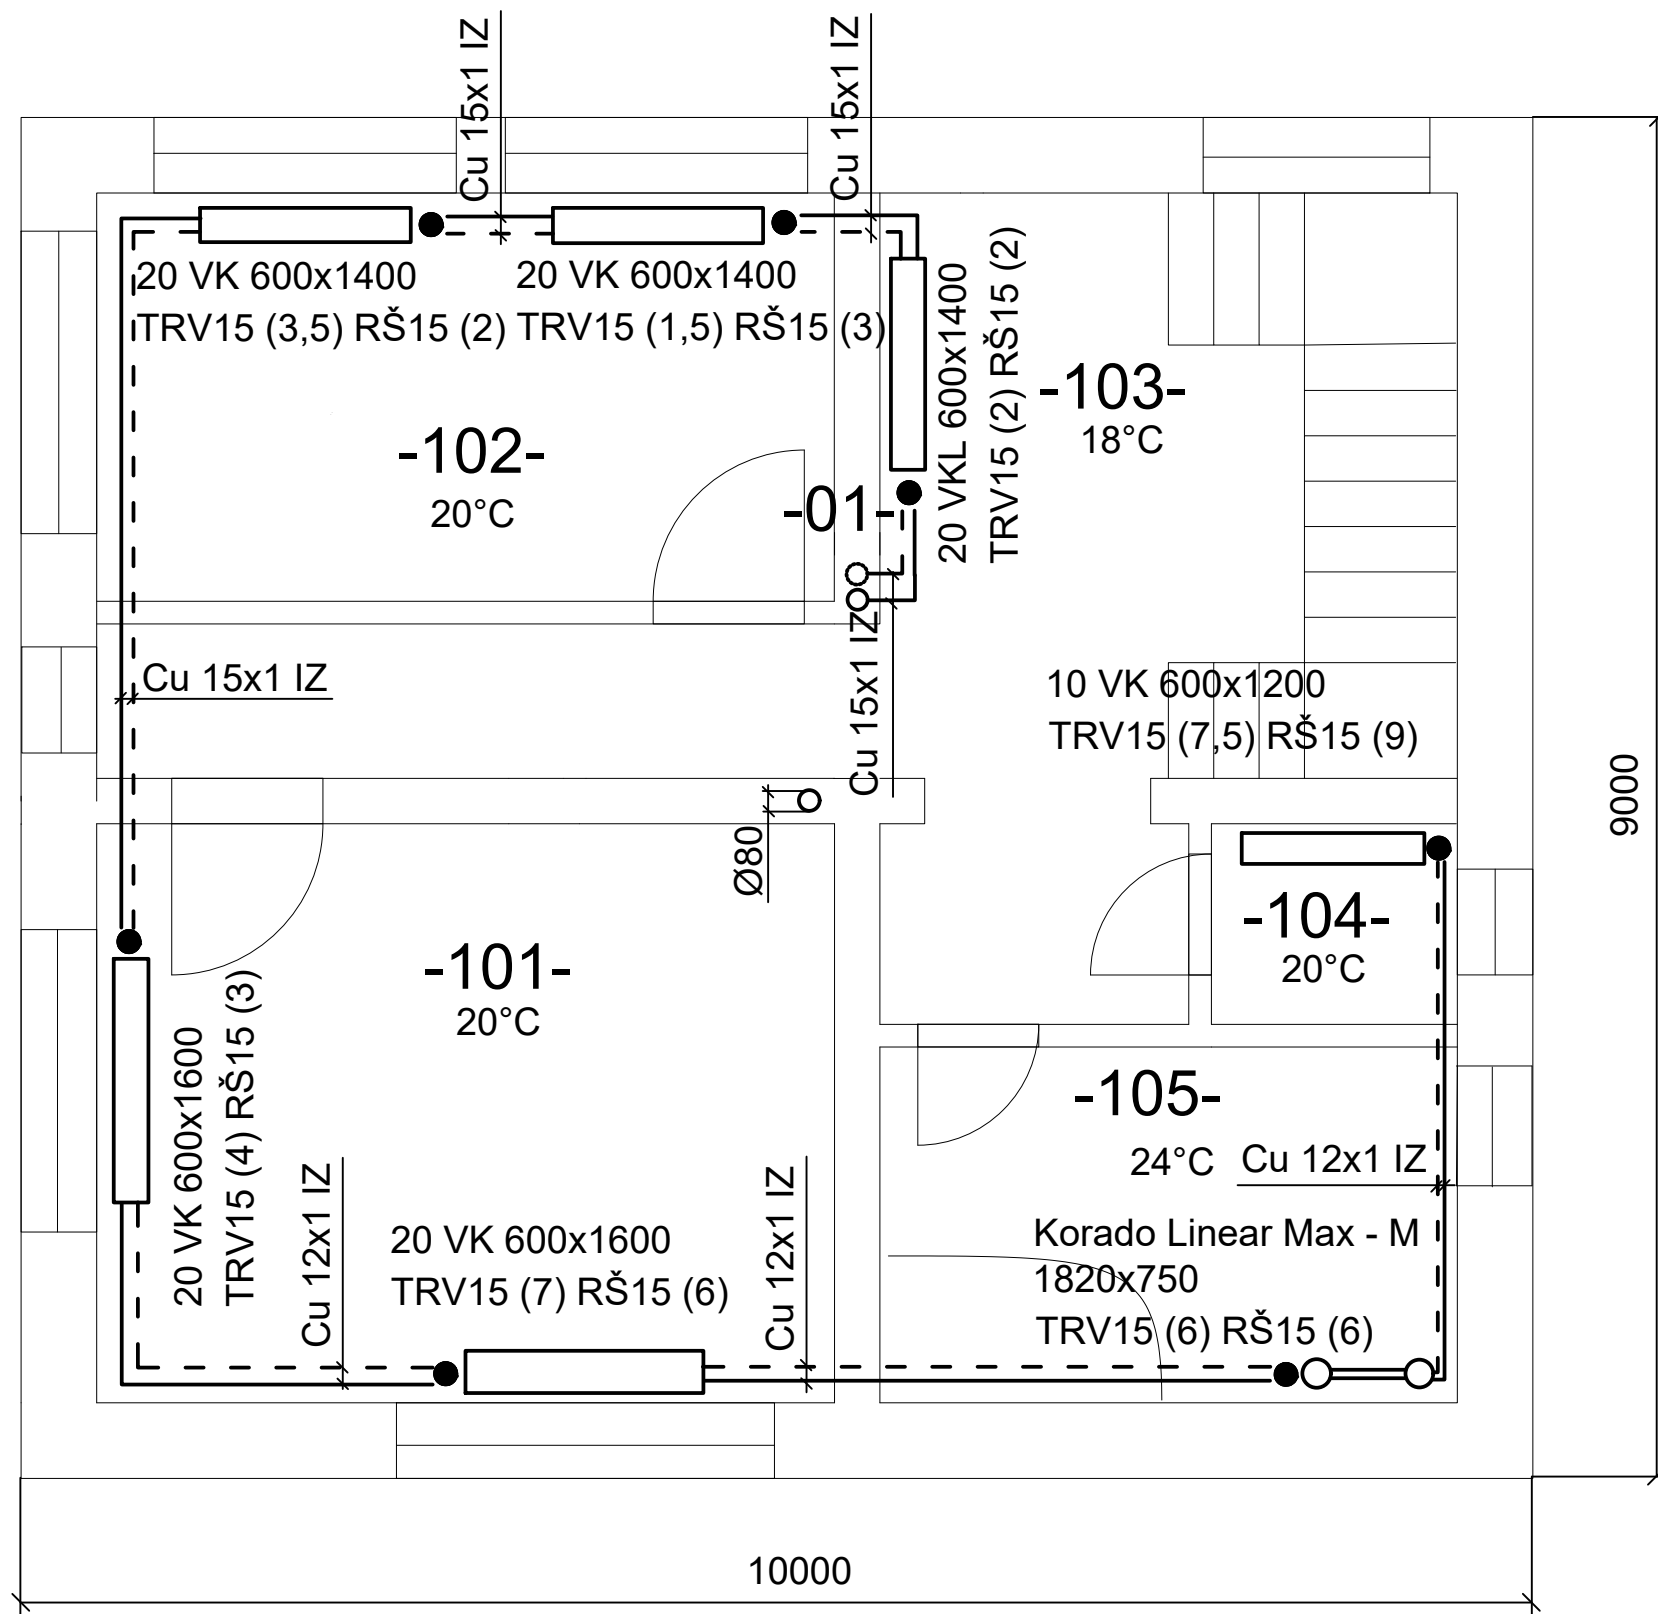 Cu 15x1 IZ
Cu 15x1 IZ
20 VK 600x1400
TRV15 (3,5) RŠ15 (2)
20 VK 600x1400
TRV15 (1,5) RŠ15 (3)
20 VKL 600x1400
TRV15 (2) RŠ15 (2)
-103-
18°C
-102-
20°C
-01-
Cu 15x1 IZ
Cu 15x1 IZ
10 VK 600x1200
TRV15 (7,5) RŠ15 (9)
9000
Ø80
-104-
20°C
-101-
20°C
20 VK 600x1600
TRV15 (4) RŠ15 (3)
-105-
24°C
Cu 12x1 IZ
Cu 12x1 IZ
20 VK 600x1600
TRV15 (7) RŠ15 (6)
Cu 12x1 IZ
Korado Linear Max - M
1820x750
TRV15 (6) RŠ15 (6)
10000